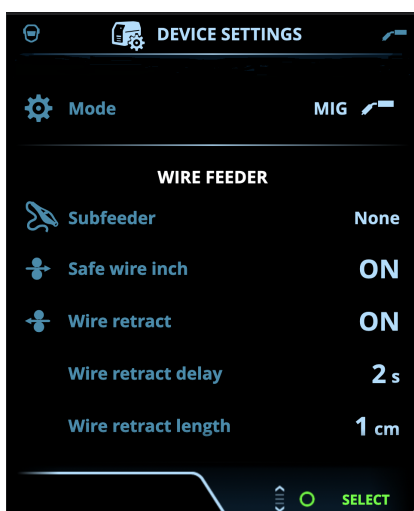 DEVICE SETTINGS
Mode MIG
WIRE FEEDER
Subfeeder None
Safe wire inch ON
Wire retract ON
Wire retract delay 2 s
Wire retract length 1 cm
SELECT